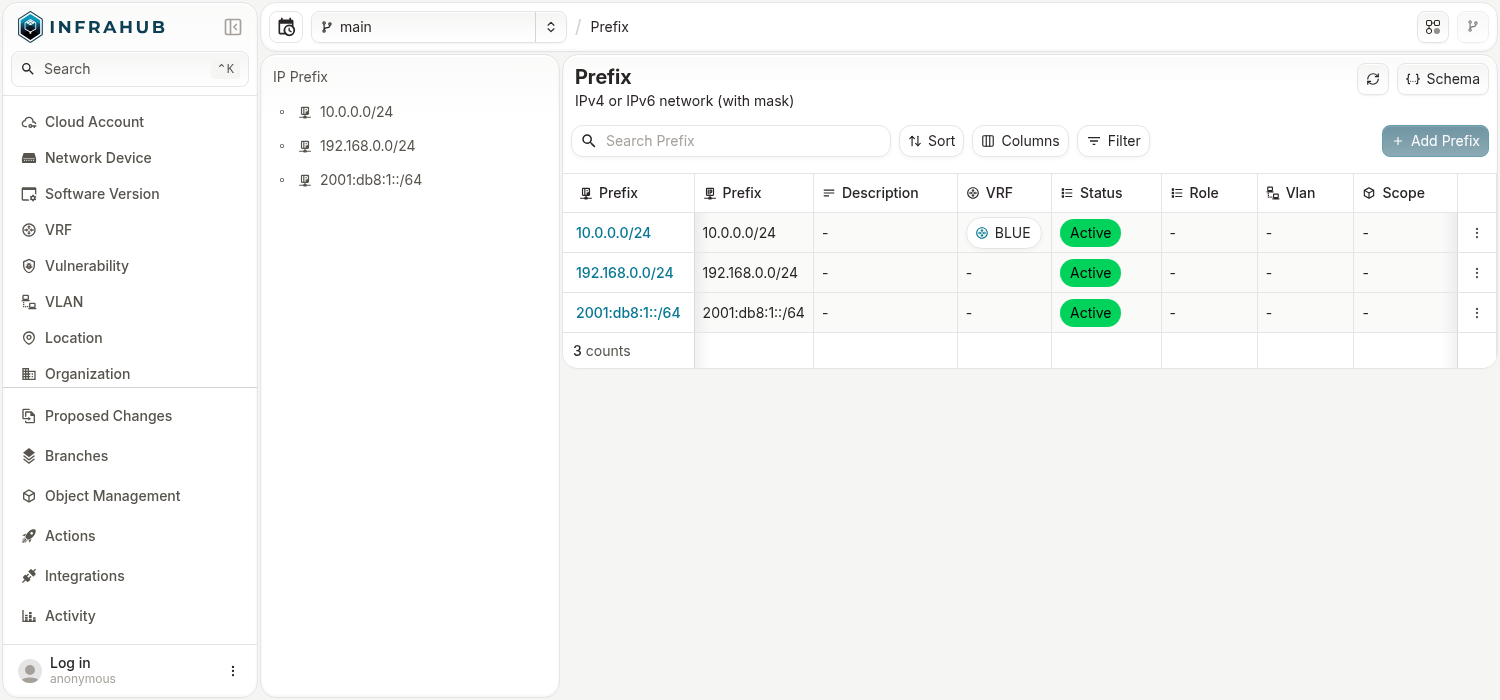 INFRAHUB
Search ⌃K
Cloud Account
Network Device
Software Version
VRF
Vulnerability
VLAN
Location
Organization
Proposed Changes
Branches
Object Management
Actions
Integrations
Activity
Log in
anonymous
main / Prefix
IP Prefix
10.0.0.0/24
192.168.0.0/24
2001:db8:1::/64
Prefix
IPv4 or IPv6 network (with mask)
Schema
Search Prefix Sort Columns Filter + Add Prefix
Prefix Prefix Description VRF Status Role Vlan Scope
10.0.0.0/24 10.0.0.0/24 - BLUE Active - - -
192.168.0.0/24 192.168.0.0/24 - - Active - - -
2001:db8:1::/64 2001:db8:1::/64 - - Active - - -
3 counts